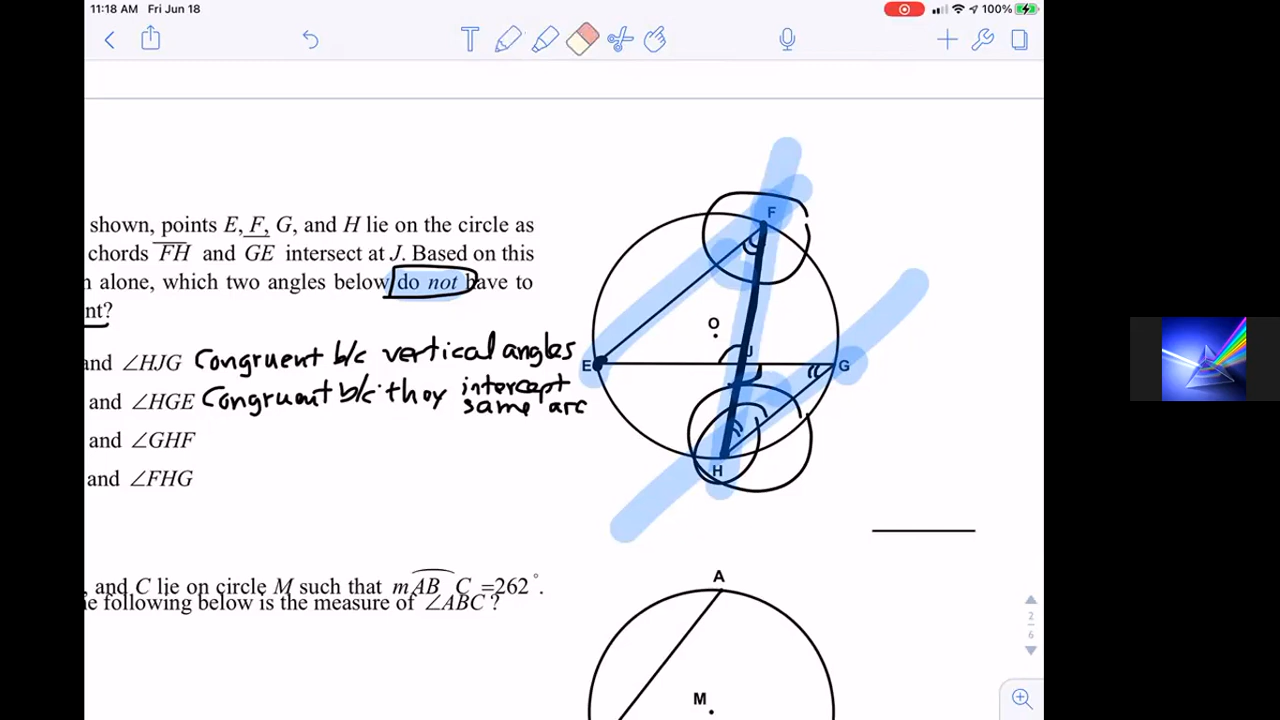 11:18 AM Fri Jun 18
100%
T
shown, points E, F, G, and H lie on the circle as
chords FH and GE intersect at J. Based on this
alone, which two angles below do not have to
nt?
and ∠HJG Congruent b/c vertical angles
and ∠HGE Congruent b/c they intercept
same arc
and ∠GHF
and ∠FHG
F
O
J
E
G
H
, and C lie on circle M such that mAB C =262°.
e following below is the measure of ∠ABC ?
A
M
2
6